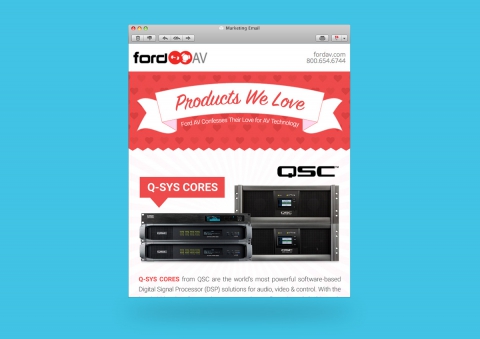 Marketing Email
ford AV
fordav.com
800.654.6744
Products We Love
Ford AV Confesses Their Love for AV Technology
QSC
Q-SYS CORES
Q-SYS CORES from QSC are the world's most powerful software-based
Digital Signal Processor (DSP) solutions for audio, video & control. With the